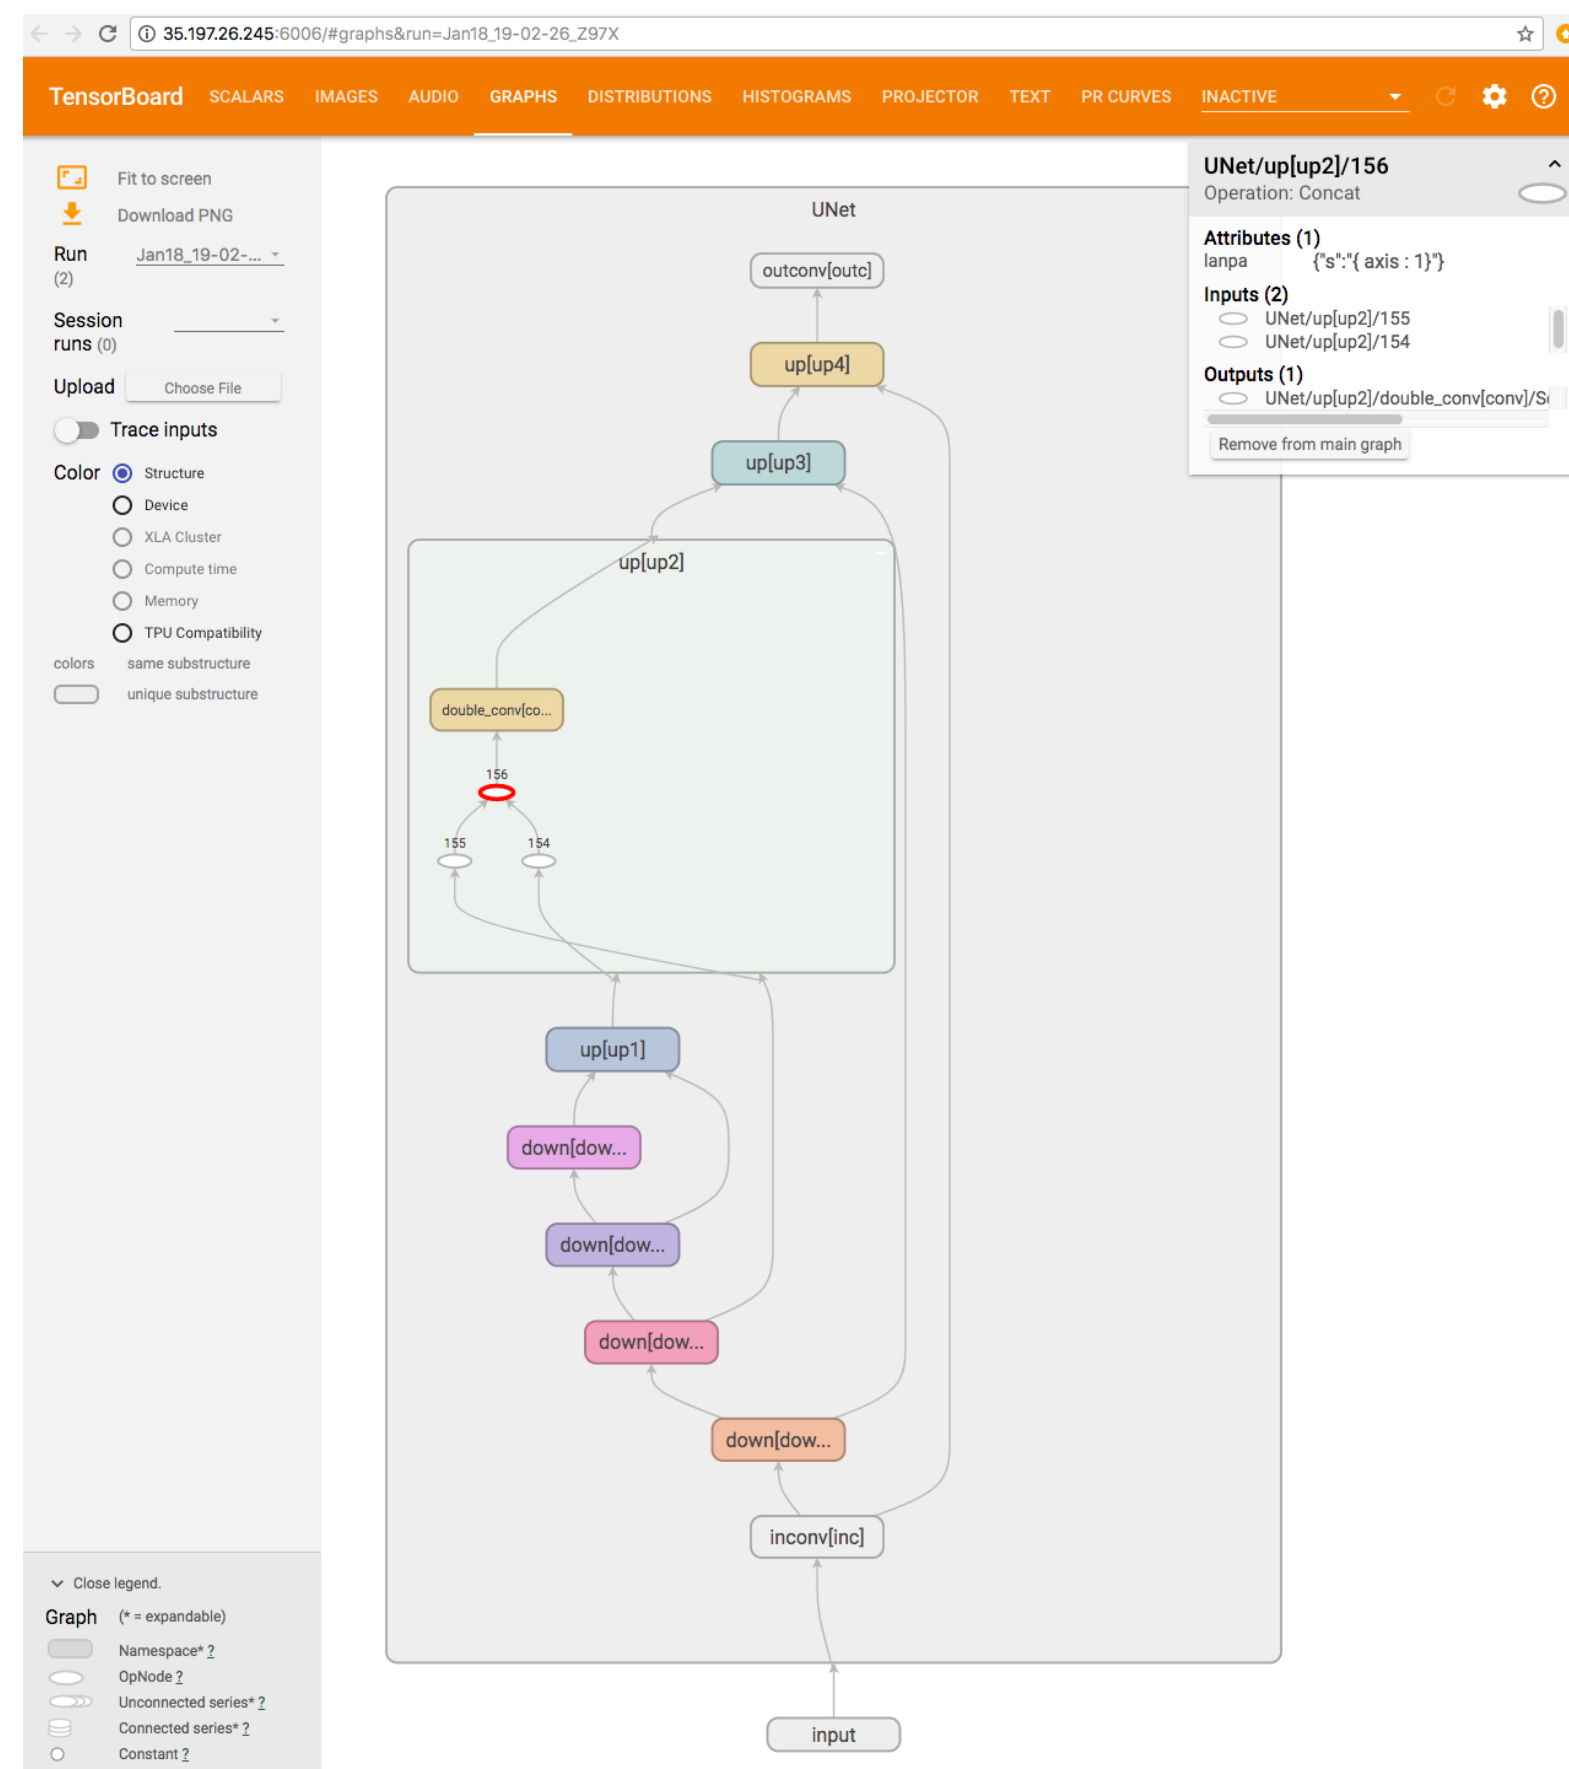 35.197.26.245:6006/#graphs&run=Jan18_19-02-26_Z97X
TensorBoard SCALARS IMAGES AUDIO GRAPHS DISTRIBUTIONS HISTOGRAMS PROJECTOR TEXT PR CURVES INACTIVE
Fit to screen
Download PNG
Run Jan18_19-02-...
(2)
Session
runs (0)
Upload Choose File
Trace inputs
Color Structure
Device
XLA Cluster
Compute time
Memory
TPU Compatibility
colors same substructure
unique substructure
Close legend.
Graph (* = expandable)
Namespace* ?
OpNode ?
Unconnected series* ?
Connected series* ?
Constant ?
UNet
outconv[outc]
up[up4]
up[up3]
up[up2]
double_conv[co...
156
155 154
up[up1]
down[dow...
down[dow...
down[dow...
down[dow...
inconv[inc]
input
UNet/up[up2]/156
Operation: Concat
Attributes (1)
lanpa {"s":"{ axis : 1}"}
Inputs (2)
UNet/up[up2]/155
UNet/up[up2]/154
Outputs (1)
UNet/up[up2]/double_conv[conv]/S
Remove from main graph